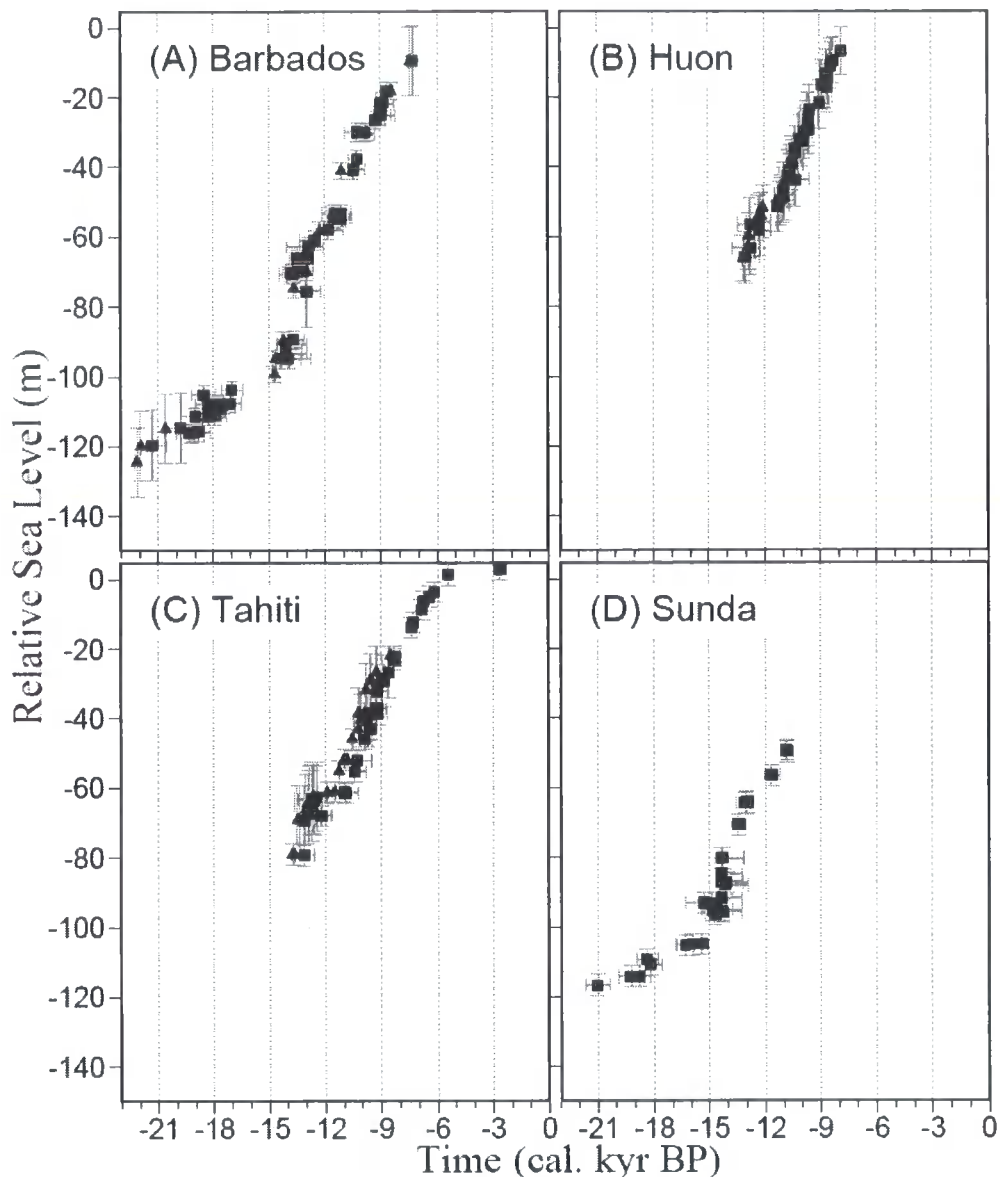 (A) Barbados
(B) Huon
0
-20
-40
-60
-80
-100
-120
-140
Relative Sea Level (m)
(C) Tahiti
(D) Sunda
0
-20
-40
-60
-80
-100
-120
-140
-21 -18 -15 -12 -9 -6 -3 0 -21 -18 -15 -12 -9 -6 -3 0
Time (cal. kyr BP)